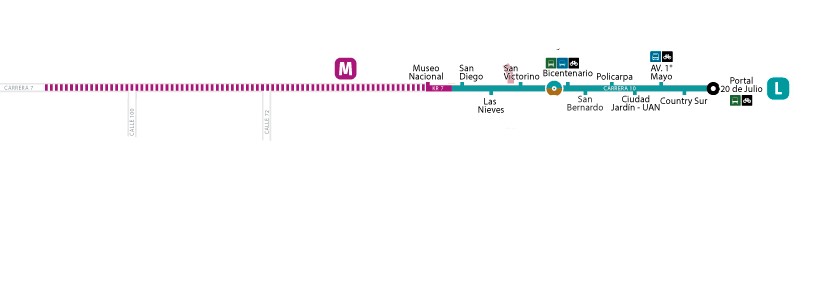 M
Museo
Nacional
San
Diego
San
Victorino
Bicentenario
Policarpa
AV. 1°
Mayo
Portal
20 de Julio
L
CARRERA 7
KR 7
CARRERA 10
Las
Nieves
San
Bernardo
Ciudad
Jardín - UAN
Country Sur
CALLE 100
CALLE 72